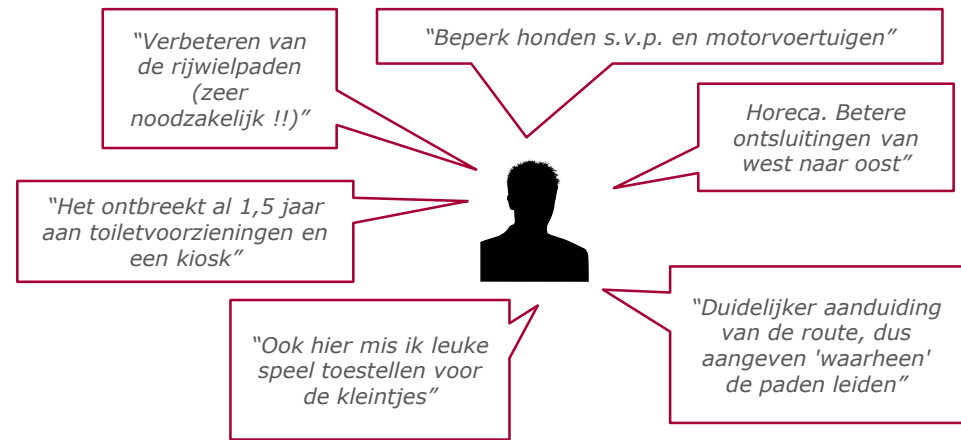 “Verbeteren van
de rijwielpaden
(zeer
noodzakelijk !!)”
“Beperk honden s.v.p. en motorvoertuigen”
Horeca. Betere
ontsluitingen van
west naar oost”
“Het ontbreekt al 1,5 jaar
aan toiletvoorzieningen en
een kiosk”
“Ook hier mis ik leuke
speel toestellen voor
de kleintjes”
“Duidelijker aanduiding
van de route, dus
aangeven 'waarheen'
de paden leiden”